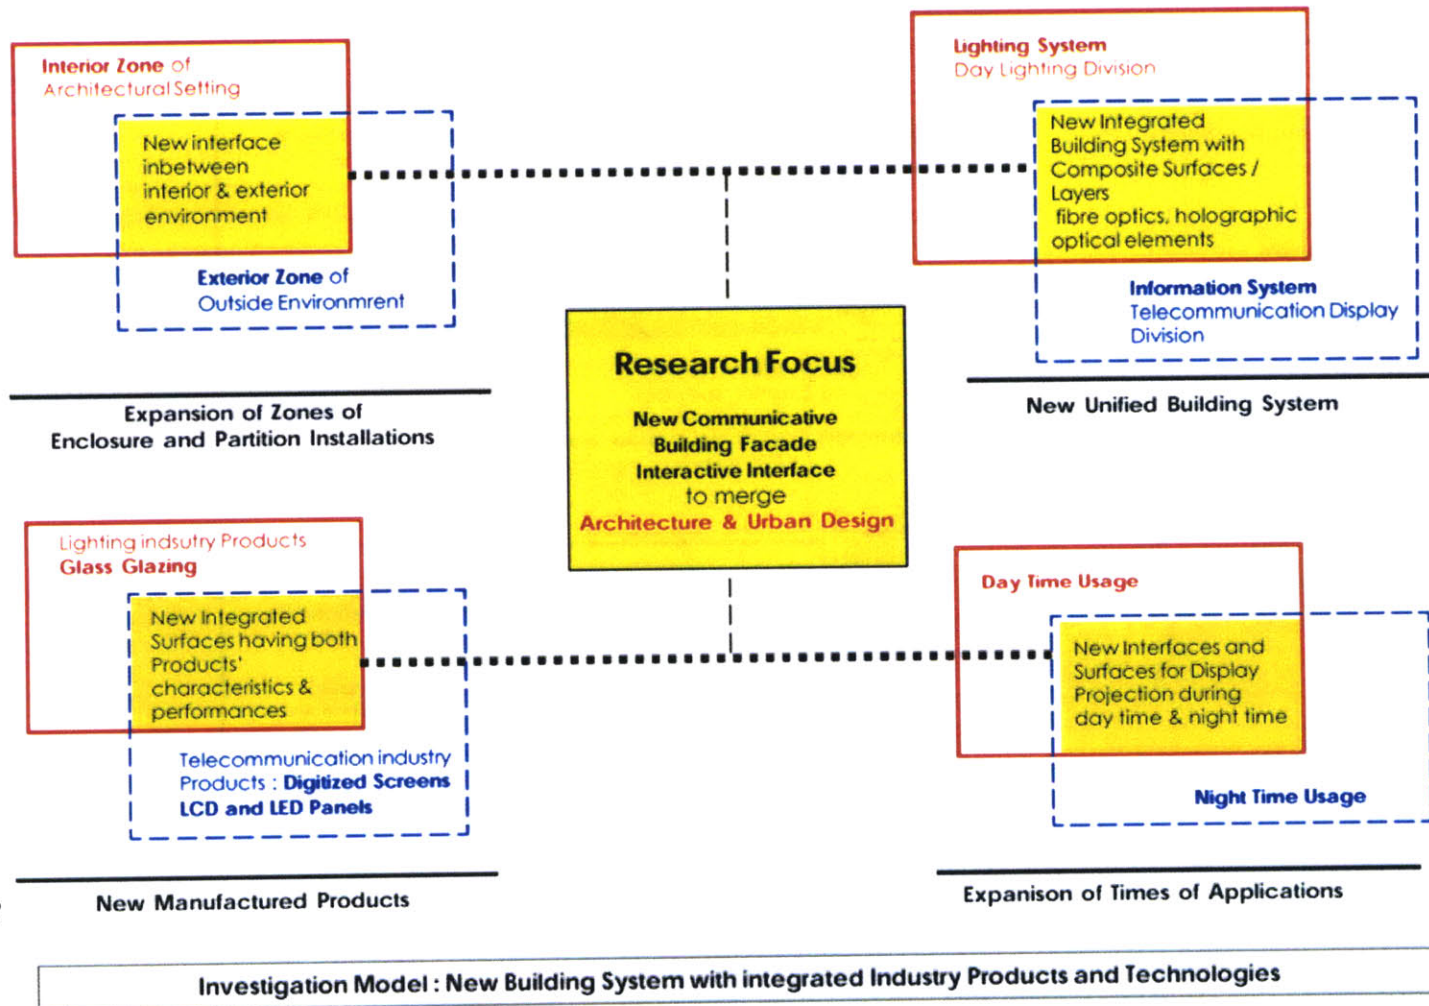 Interior Zone of
Architectural Setting
New interface
inbetween
interior & exterior
environment
Exterior Zone of
Outside Environmrent
Expansion of Zones of
Enclosure and Partition Installations
Lighting System
Day Lighting Division
New Integrated
Building System with
Composite Surfaces /
Layers
fibre optics, holographic
optical elements
Information System
Telecommunication Display
Division
New Unified Building System
Research Focus
New Communicative
Building Facade
Interactive Interface
to merge
Architecture & Urban Design
Lighting indsutry Products
Glass Glazing
New Integrated
Surfaces having both
Products'
characteristics &
performances
Telecommunication industry
Products : Digitized Screens
LCD and LED Panels
New Manufactured Products
Day Time Usage
New Interfaces and
Surfaces for Display
Projection during
day time & night time
Night Time Usage
Expanison of Times of Applications
Investigation Model : New Building System with integrated Industry Products and Technologies